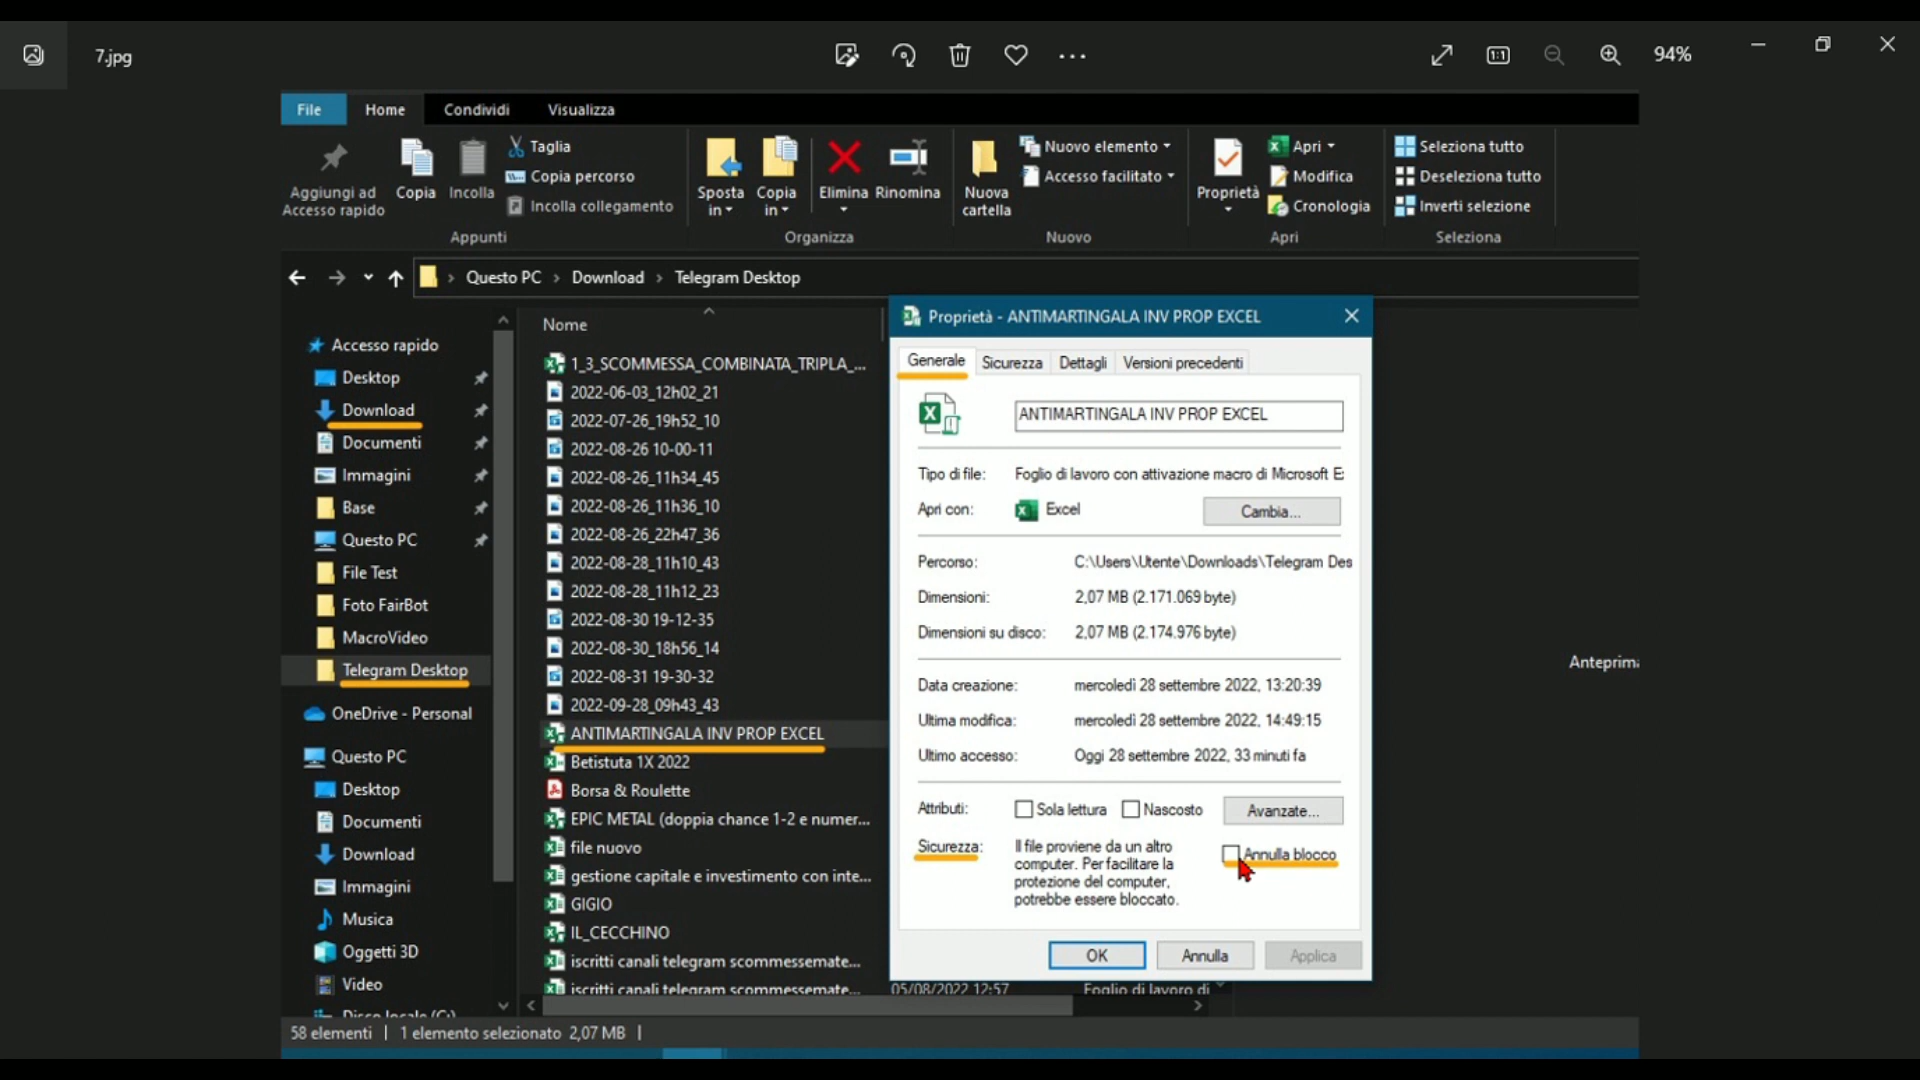 7.jpg
94%
File Home Condividi Visualizza
Aggiungi ad
Accesso rapido
Copia
Incolla
Taglia
Copia percorso
Incolla collegamento
Appunti
Sposta
in
Copia
in
Elimina
Rinomina
Organizza
Nuova
cartella
Nuovo elemento
Accesso facilitato
Nuovo
Proprietà
Apri
Modifica
Cronologia
Apri
Seleziona tutto
Deseleziona tutto
Inverti selezione
Seleziona
Questo PC > Download > Telegram Desktop
Accesso rapido
Desktop
Download
Documenti
Immagini
Base
Questo PC
File Test
Foto FairBot
MacroVideo
Telegram Desktop
OneDrive - Personal
Questo PC
Desktop
Documenti
Download
Immagini
Musica
Oggetti 3D
Video
Disco locale (C:)
Nome
1_3_SCOMMESSA_COMBINATA_TRIPLA_...
2022-06-03_12h02_21
2022-07-26_19h52_10
2022-08-26 10-00-11
2022-08-26_11h34_45
2022-08-26_11h36_10
2022-08-26_22h47_36
2022-08-28_11h10_43
2022-08-28_11h12_23
2022-08-30 19-12-35
2022-08-30_18h56_14
2022-08-31 19-30-32
2022-09-28_09h43_43
ANTIMARTINGALA INV PROP EXCEL
Betistuta 1X 2022
Borsa & Roulette
EPIC METAL (doppia chance 1-2 e numer...
file nuovo
gestione capitale e investimento con inte...
GIGIO
IL_CECCHINO
iscritti canali telegram scommessemate...
iscritti canali telegram scommessemate... 05/08/2022 12:57 Foglio di lavoro di
Proprietà - ANTIMARTINGALA INV PROP EXCEL
Generale Sicurezza Dettagli Versioni precedenti
ANTIMARTINGALA INV PROP EXCEL
Tipo di file: Foglio di lavoro con attivazione macro di Microsoft E
Apri con: Excel Cambia...
Percorso: C:\Users\Utente\Downloads\Telegram Des
Dimensioni: 2,07 MB (2.171.069 byte)
Dimensioni su disco: 2,07 MB (2.174.976 byte)
Data creazione: mercoledì 28 settembre 2022, 13:20:39
Ultima modifica: mercoledì 28 settembre 2022, 14:49:15
Ultimo accesso: Oggi 28 settembre 2022, 33 minuti fa
Attributi: Sola lettura Nascosto Avanzate...
Sicurezza: Il file proviene da un altro
computer. Per facilitare la
protezione del computer,
potrebbe essere bloccato.
Annulla blocco
OK Annulla Applica
Anteprima
58 elementi | 1 elemento selezionato 2,07 MB |